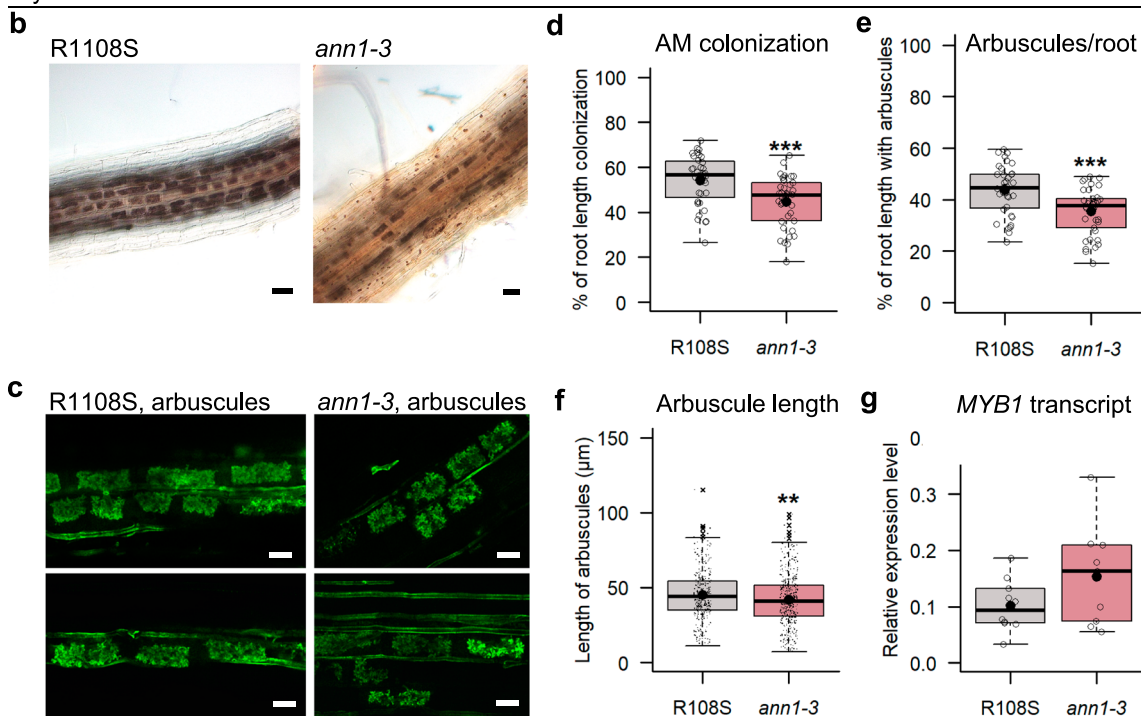 b
R1108S
ann1-3
c
R1108S, arbuscules
ann1-3, arbuscules
d
AM colonization
% of root length colonization
100
80
60
40
20
0
***
R108S
ann1-3
e
Arbuscules/root
% of root length with arbuscules
100
80
60
40
20
0
***
R108S
ann1-3
f
Arbuscule length
Length of arbuscules (µm)
150
100
50
0
**
R108S
ann1-3
g
MYB1 transcript
Relative expression level
0.
0.3
0.2
0.1
0.0
R108S
ann1-3